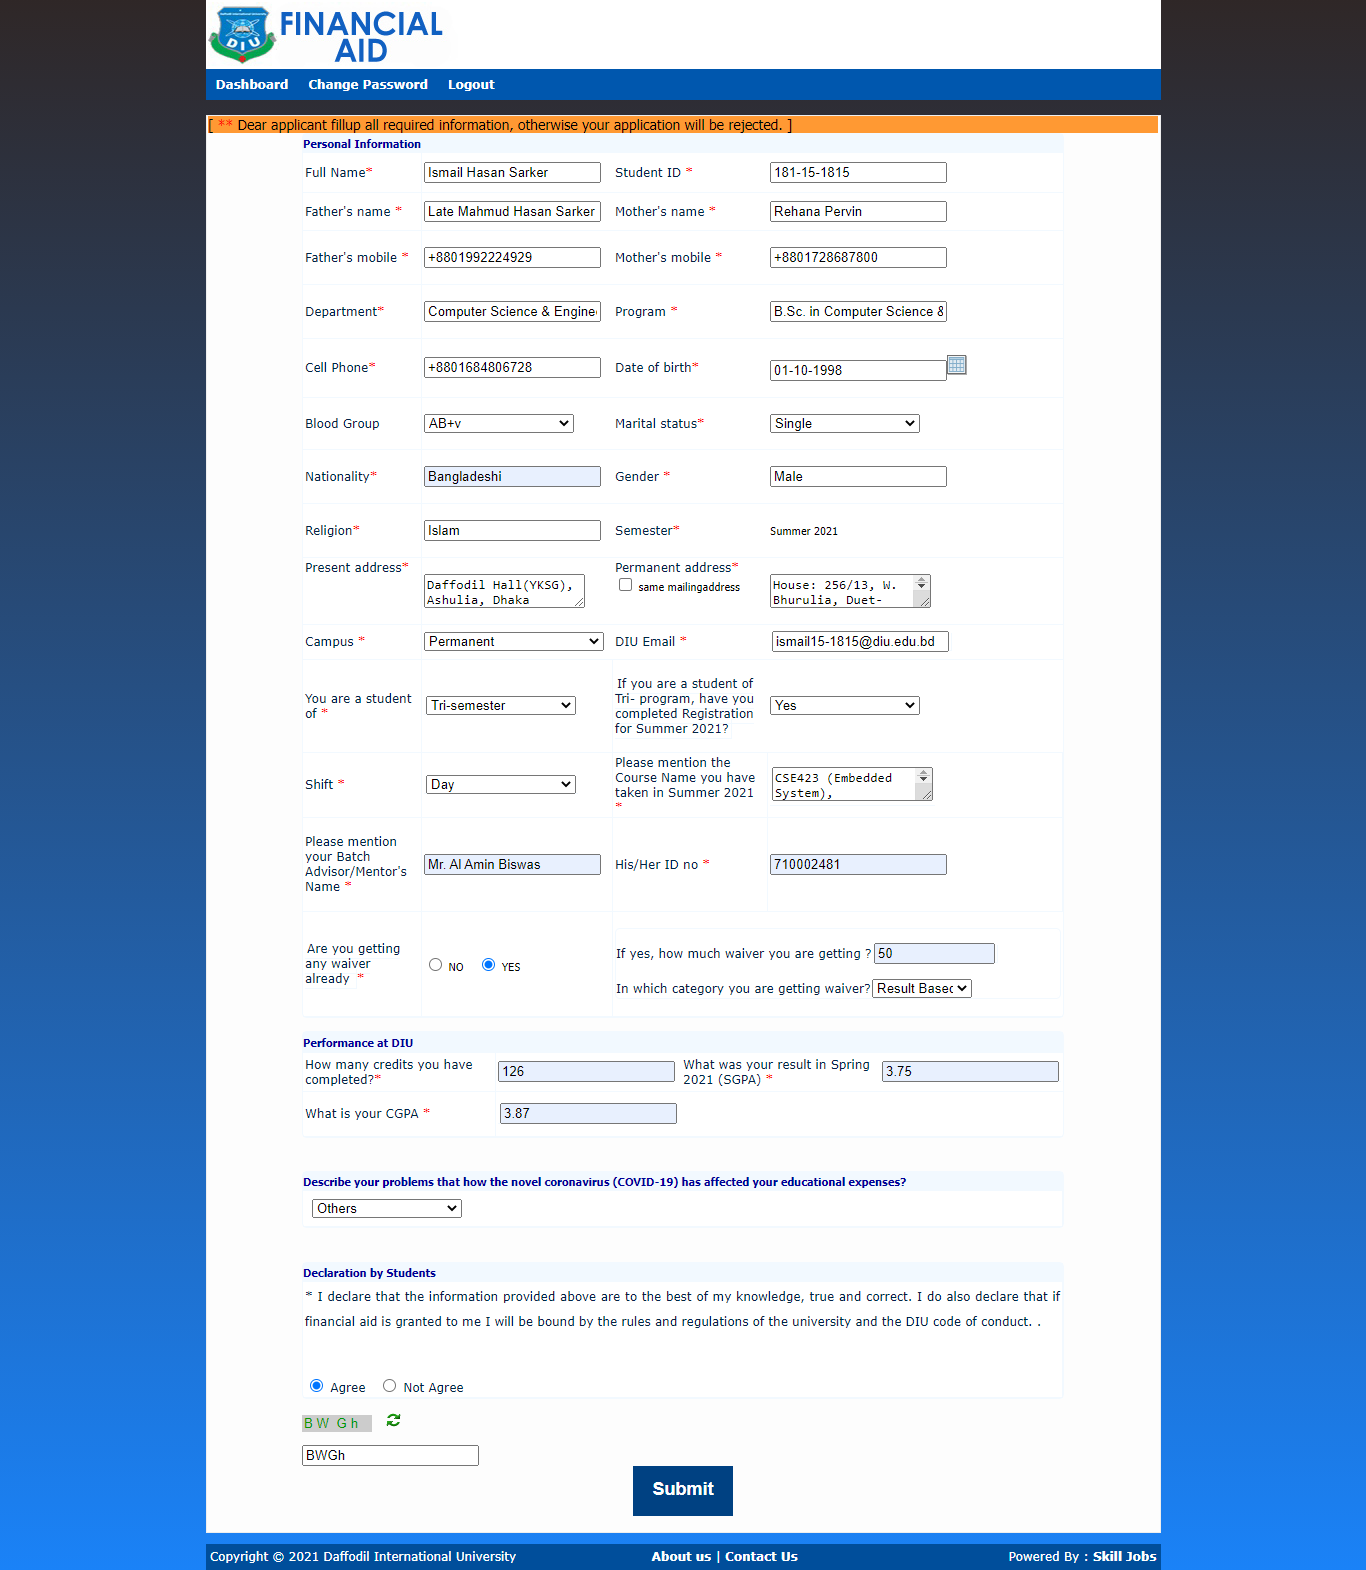 DIU
FINANCIAL
AID
Dashboard Change Password Logout
[ ** Dear applicant fillup all required information, otherwise your application will be rejected. ]
Personal Information
Full Name* Ismail Hasan Sarker Student ID * 181-15-1815
Father's name * Late Mahmud Hasan Sarker Mother's name * Rehana Pervin
Father's mobile * +8801992224929 Mother's mobile * +8801728687800
Department* Computer Science & Engine Program * B.Sc. in Computer Science &
Cell Phone* +8801684806728 Date of birth* 01-10-1998
Blood Group AB+v Marital status* Single
Nationality* Bangladeshi Gender * Male
Religion* Islam Semester* Summer 2021
Present address* Permanent address*
Daffodil Hall(YKSG), same mailingaddress House: 256/13, W.
Ashulia, Dhaka Bhurulia, Duet-
Campus * Permanent DIU Email * ismail15-1815@diu.edu.bd
You are a student
of * Tri-semester
If you are a student of
Tri- program, have you
completed Registration
for Summer 2021? Yes
Shift * Day
Please mention the
Course Name you have
taken in Summer 2021
*
CSE423 (Embedded
System),
Please mention
your Batch
Advisor/Mentor's
Name * Mr. Al Amin Biswas His/Her ID no * 710002481
Are you getting
any waiver
already * NO YES
If yes, how much waiver you are getting ? 50
In which category you are getting waiver? Result Based
Performance at DIU
How many credits you have
completed?* 126
What was your result in Spring
2021 (SGPA) * 3.75
What is your CGPA * 3.87
Describe your problems that how the novel coronavirus (COVID-19) has affected your educational expenses?
Others
Declaration by Students
* I declare that the information provided above are to the best of my knowledge, true and correct. I do also declare that if
financial aid is granted to me I will be bound by the rules and regulations of the university and the DIU code of conduct. .
Agree Not Agree
B W G h
BWGh
Submit
Copyright © 2021 Daffodil International University About us | Contact Us Powered By : Skill Jobs